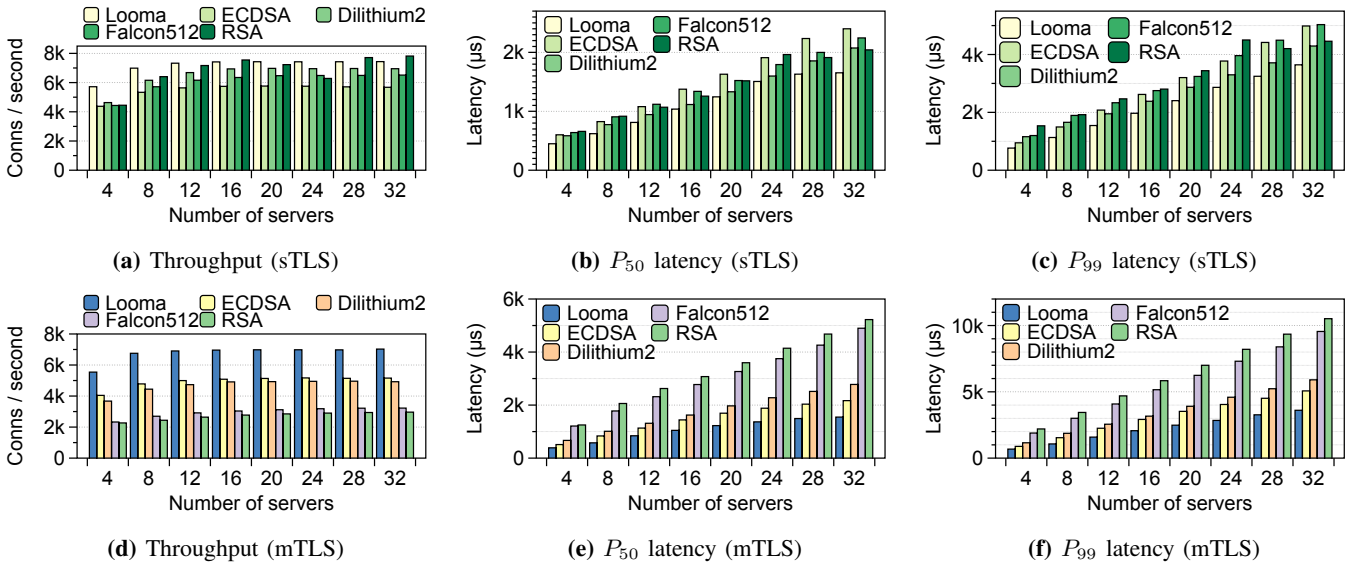 Looma ECDSA Dilithium2
Falcon512 RSA
Conns / second
8k
6k
4k
2k
0
4 8 12 16 20 24 28 32
Number of servers
(a) Throughput (sTLS)
Looma Falcon512
ECDSA RSA
Dilithium2
Latency (µs)
2k
1k
0
4 8 12 16 20 24 28 32
Number of servers
(b) P50 latency (sTLS)
Looma Falcon512
ECDSA RSA
Dilithium2
Latency (µs)
4k
2k
0
4 8 12 16 20 24 28 32
Number of servers
(c) P99 latency (sTLS)
Looma ECDSA Dilithium2
Falcon512 RSA
Conns / second
8k
6k
4k
2k
0
4 8 12 16 20 24 28 32
Number of servers
(d) Throughput (mTLS)
Looma Falcon512
ECDSA RSA
Dilithium2
Latency (µs)
6k
4k
2k
0
4 8 12 16 20 24 28 32
Number of servers
(e) P50 latency (mTLS)
Looma Falcon512
ECDSA RSA
Dilithium2
Latency (µs)
10k
5k
0
4 8 12 16 20 24 28 32
Number of servers
(f) P99 latency (mTLS)